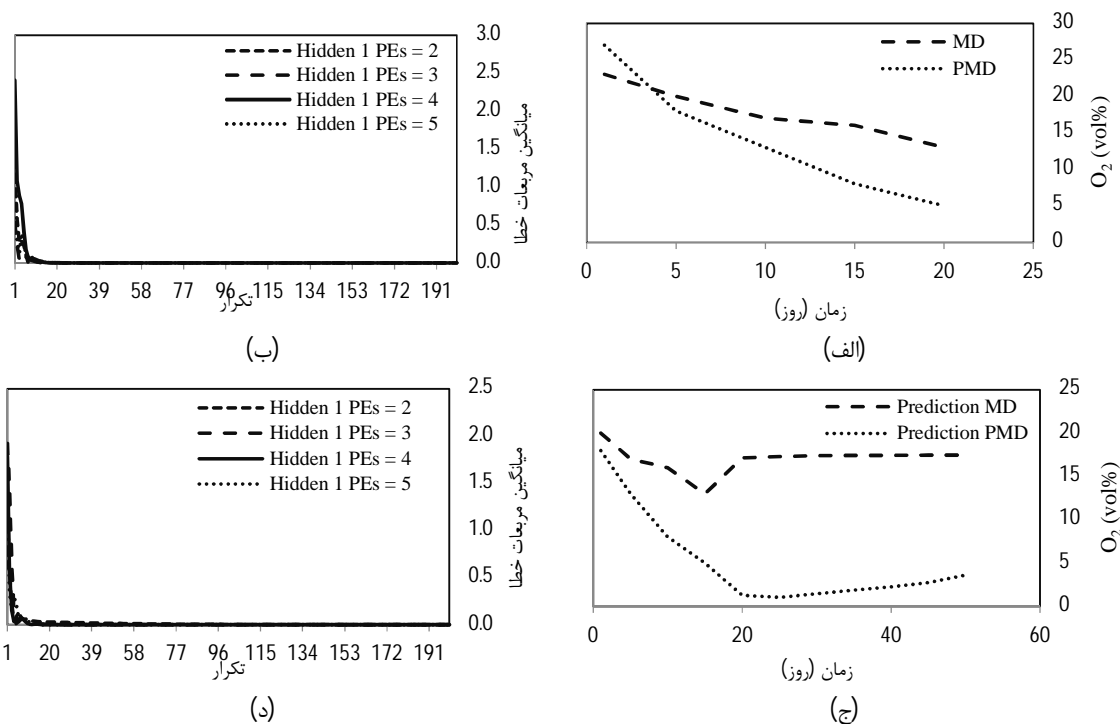 MD
PMD
30
25
20
15
10
5
0
O2 (vol%)
0 5 10 15 20 25
زمان (روز)
(الف)
Hidden 1 PEs = 2
Hidden 1 PEs = 3
Hidden 1 PEs = 4
Hidden 1 PEs = 5
3.0
2.5
2.0
1.5
1.0
0.5
0.0
میانگین مربعات خطا
1 20 39 58 77 96 115 134 153 172 191
تکرار
(ب)
Prediction MD
Prediction PMD
25
20
15
10
5
0
O2 (vol%)
0 20 40 60
زمان (روز)
(ج)
Hidden 1 PEs = 2
Hidden 1 PEs = 3
Hidden 1 PEs = 4
Hidden 1 PEs = 5
2.5
2.0
1.5
1.0
0.5
0.0
میانگین مربعات خطا
1 20 39 58 77 96 115 134 153 172 191
تکرار
(د)